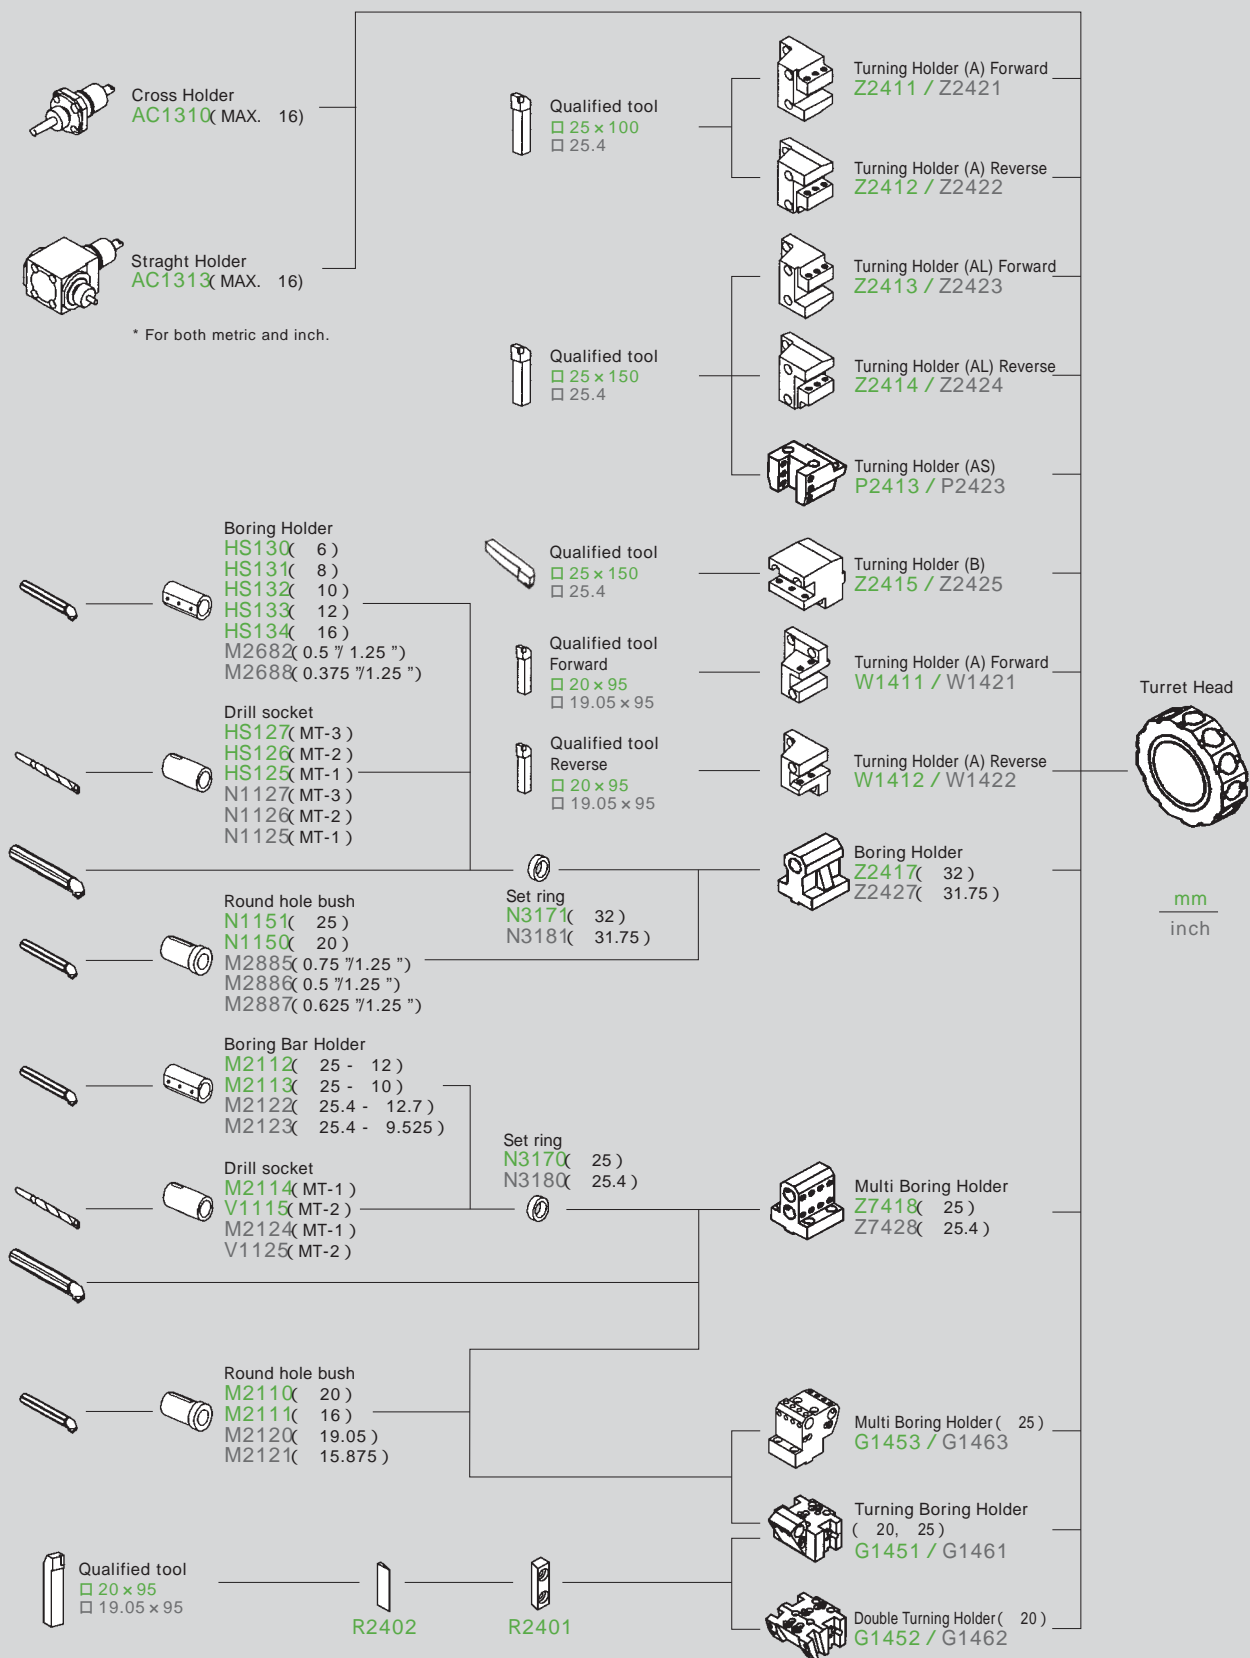 Cross Holder
AC1310( MAX. 16)
Straght Holder
AC1313( MAX. 16)
* For both metric and inch.
Qualified tool
□ 25 × 100
□ 25.4
Turning Holder (A) Forward
Z2411 / Z2421
Turning Holder (A) Reverse
Z2412 / Z2422
Qualified tool
□ 25 × 150
□ 25.4
Turning Holder (AL) Forward
Z2413 / Z2423
Turning Holder (AL) Reverse
Z2414 / Z2424
Turning Holder (AS)
P2413 / P2423
Boring Holder
HS130( 6 )
HS131( 8 )
HS132( 10 )
HS133( 12 )
HS134( 16 )
M2682( 0.5 ”/ 1.25 ”)
M2688( 0.375 ”/1.25 ”)
Qualified tool
□ 25 × 150
□ 25.4
Turning Holder (B)
Z2415 / Z2425
Qualified tool
Forward
□ 20 × 95
□ 19.05 × 95
Turning Holder (A) Forward
W1411 / W1421
Drill socket
HS127( MT-3 )
HS126( MT-2 )
HS125( MT-1 )
N1127( MT-3 )
N1126( MT-2 )
N1125( MT-1 )
Qualified tool
Reverse
□ 20 × 95
□ 19.05 × 95
Turning Holder (A) Reverse
W1412 / W1422
Turret Head
Set ring
N3171( 32 )
N3181( 31.75 )
Boring Holder
Z2417( 32 )
Z2427( 31.75 )
mm
inch
Round hole bush
N1151( 25 )
N1150( 20 )
M2885( 0.75 ”/1.25 ”)
M2886( 0.5 ”/1.25 ”)
M2887( 0.625 ”/1.25 ”)
Boring Bar Holder
M2112( 25 - 12 )
M2113( 25 - 10 )
M2122( 25.4 - 12.7 )
M2123( 25.4 - 9.525 )
Drill socket
M2114( MT-1 )
V1115( MT-2 )
M2124( MT-1 )
V1125( MT-2 )
Set ring
N3170( 25 )
N3180( 25.4 )
Multi Boring Holder
Z7418( 25 )
Z7428( 25.4 )
Round hole bush
M2110( 20 )
M2111( 16 )
M2120( 19.05 )
M2121( 15.875 )
Multi Boring Holder ( 25 )
G1453 / G1463
Turning Boring Holder
( 20, 25 )
G1451 / G1461
Qualified tool
□ 20 × 95
□ 19.05 × 95
R2402
R2401
Double Turning Holder ( 20 )
G1452 / G1462